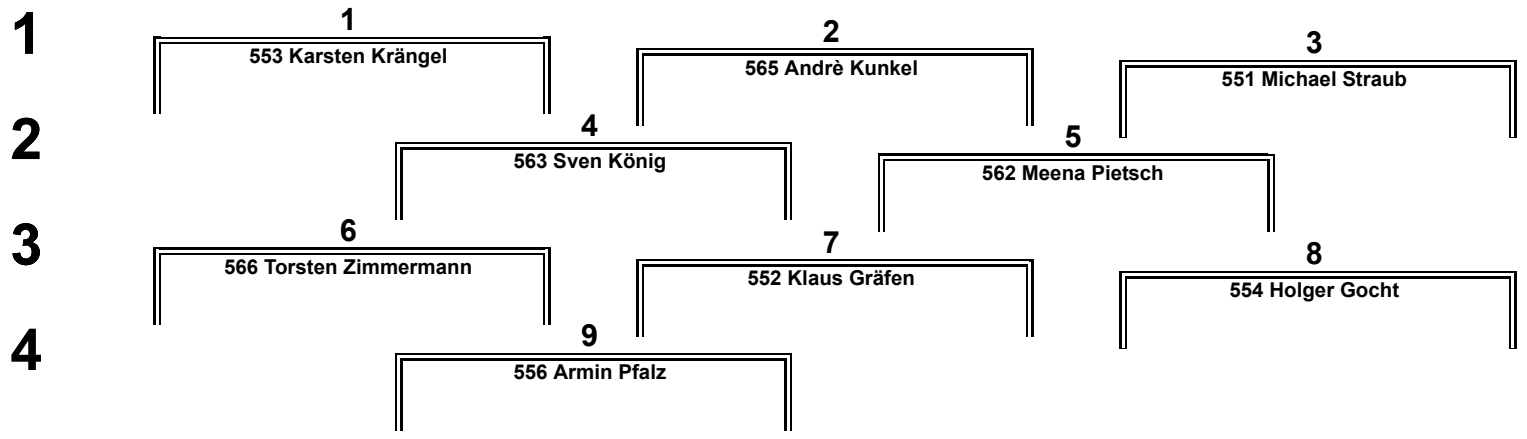 1
1
553 Karsten Krängel
2
565 Andrè Kunkel
3
551 Michael Straub
2
4
563 Sven König
5
562 Meena Pietsch
3
6
566 Torsten Zimmermann
7
552 Klaus Gräfen
8
554 Holger Gocht
4
9
556 Armin Pfalz